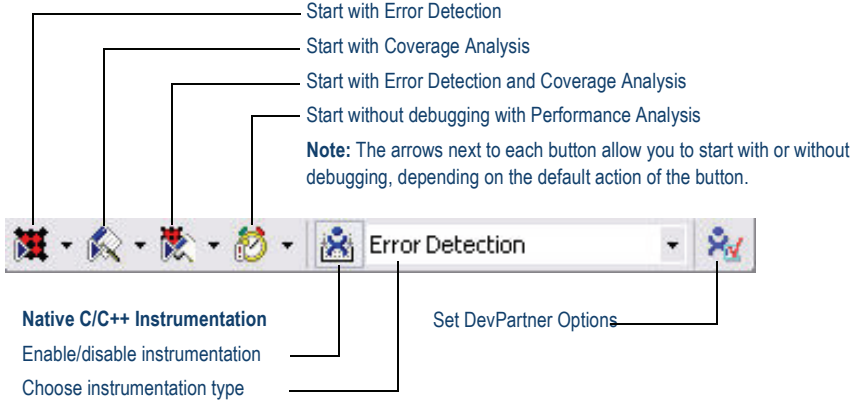 Start with Error Detection
Start with Coverage Analysis
Start with Error Detection and Coverage Analysis
Start without debugging with Performance Analysis
Note: The arrows next to each button allow you to start with or without
debugging, depending on the default action of the button.
Error Detection
Native C/C++ Instrumentation
Enable/disable instrumentation
Choose instrumentation type
Set DevPartner Options